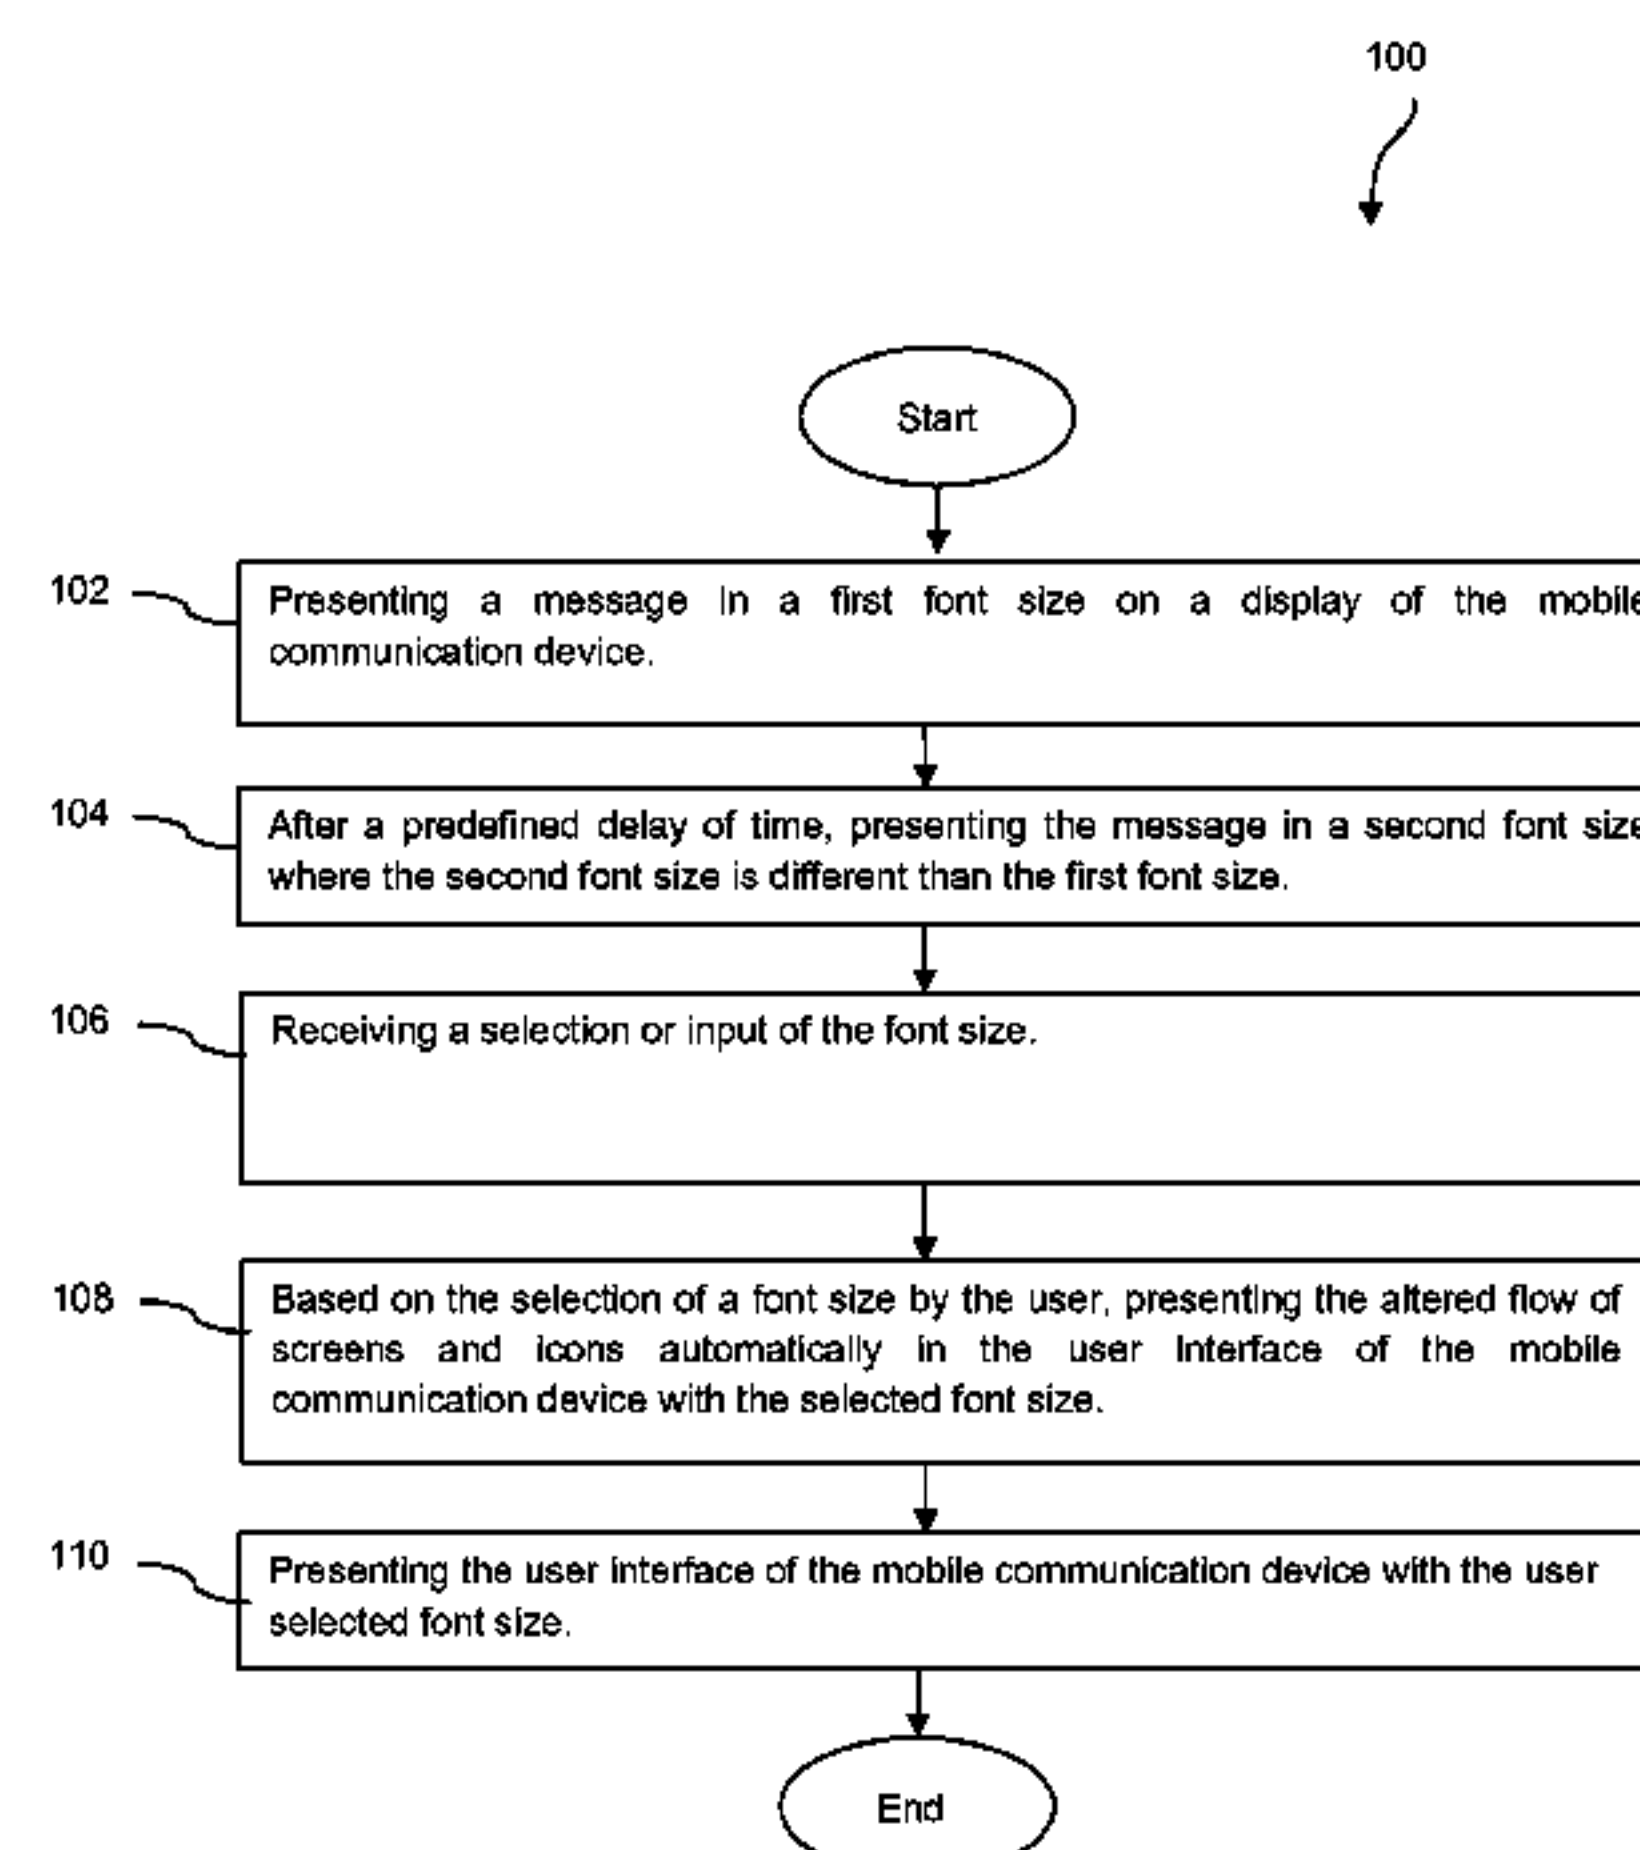 100
Start
102
Presenting a message in a first font size on a display of the mobile
communication device.
104
After a predefined delay of time, presenting the message in a second font size
where the second font size is different than the first font size.
106
Receiving a selection or input of the font size.
108
Based on the selection of a font size by the user, presenting the altered flow of
screens and icons automatically in the user interface of the mobile
communication device with the selected font size.
110
Presenting the user interface of the mobile communication device with the user
selected font size.
End